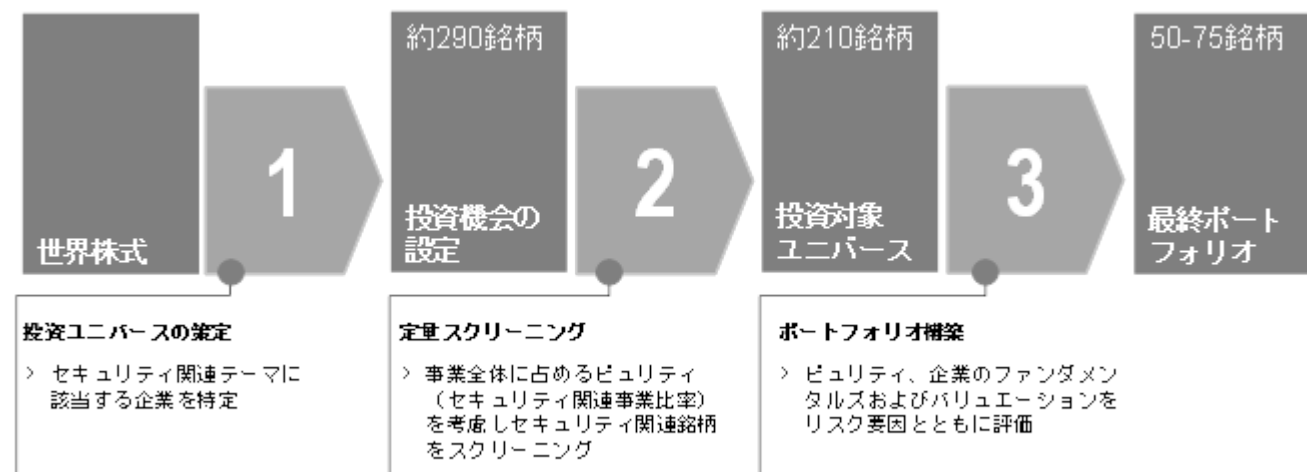 約290銘柄
約210銘柄
50-75銘柄
1
2
3
世界株式
投資機会の
設定
投資対象
ユニバース
最終ポート
フォリオ
投資ユニバースの策定
> セキュリティ関連テーマに
該当する企業を特定
定量スクリーニング
> 事業全体に占めるピュリティ
（セキュリティ関連事業比率）
を考慮しセキュリティ関連銘柄
をスクリーニング
ポートフォリオ構築
> ピュリティ、企業のファンダメン
タルズおよびバリュエーションを
リスク要因とともに評価